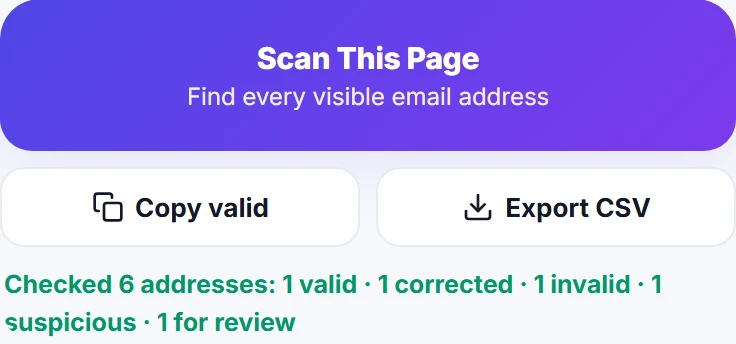 Scan This Page
Find every visible email address
Copy valid
Export CSV
Checked 6 addresses: 1 valid · 1 corrected · 1 invalid · 1
suspicious · 1 for review